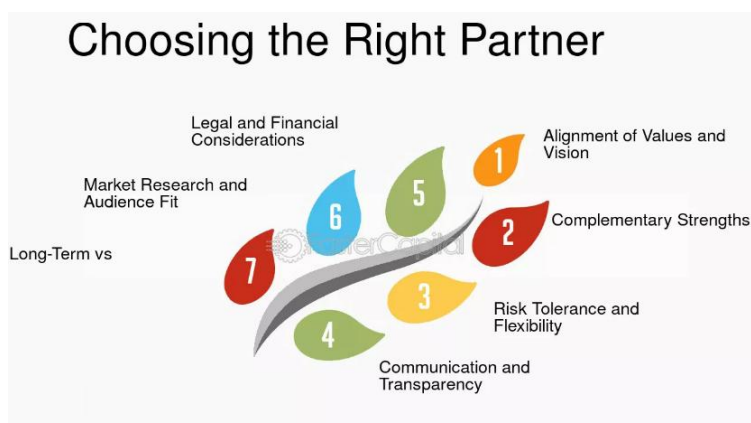 Choosing the Right Partner
1
Alignment of Values and
Vision
2
Complementary Strengths
3
Risk Tolerance and
Flexibility
4
Communication and
Transparency
5
Legal and Financial
Considerations
6
Market Research and
Audience Fit
7
Long-Term vs